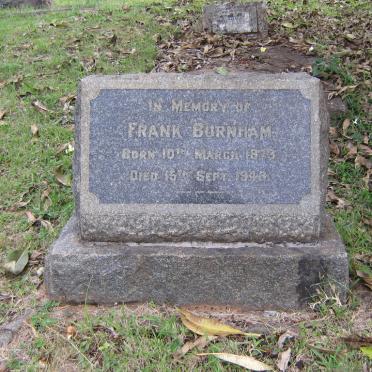 In Memory of
Frank Burnham
Born 10th March 1873
Died 15th Sept. 1948.